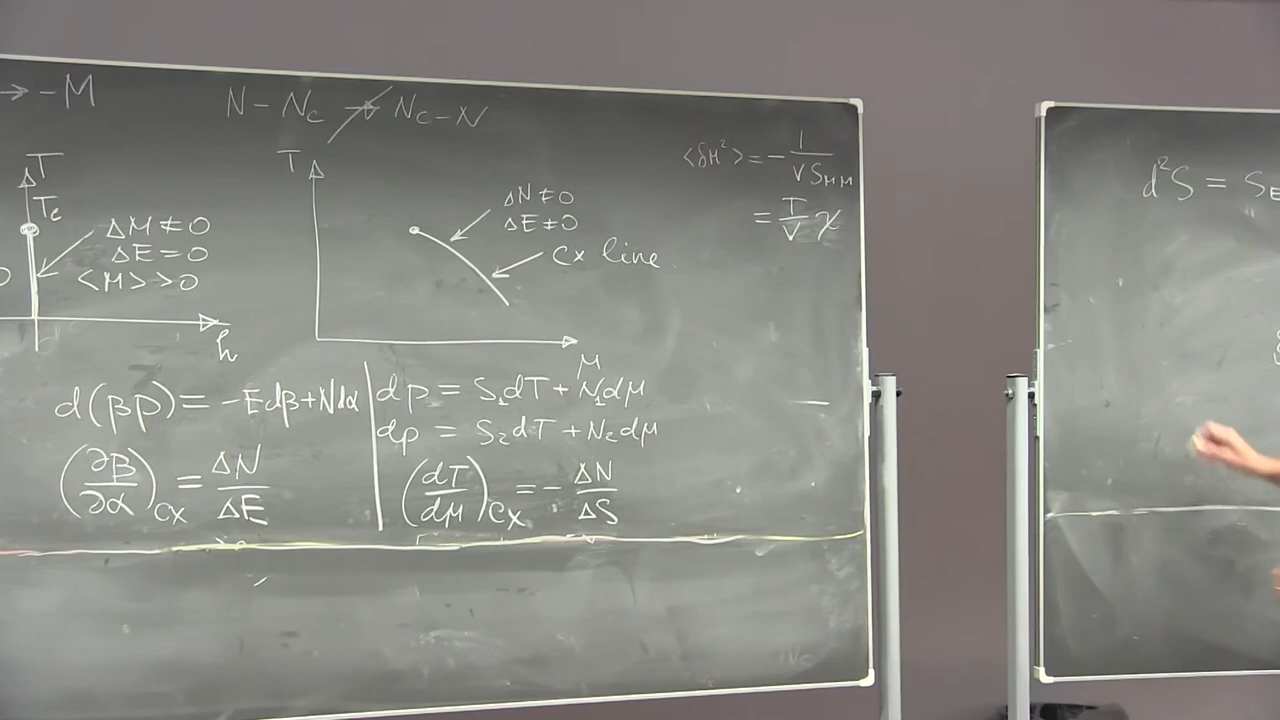 → -M
N - N_C ↛ N_C - N
T
T_c
ΔM ≠ 0
ΔE = 0
<M> > 0
h
T
ΔN ≠ 0
ΔE ≠ 0
cx line
μ
<δM²> = - 1/(V S_MM)
= T/V χ
d²S = S_E
d(βp) = -Edβ + Ndα
(∂β/∂α)_cx = ΔN/ΔE
dp = S₁dT + N₁dμ
dp = S₂dT + N₂dμ
(dT/dμ)_cx = - ΔN/ΔS